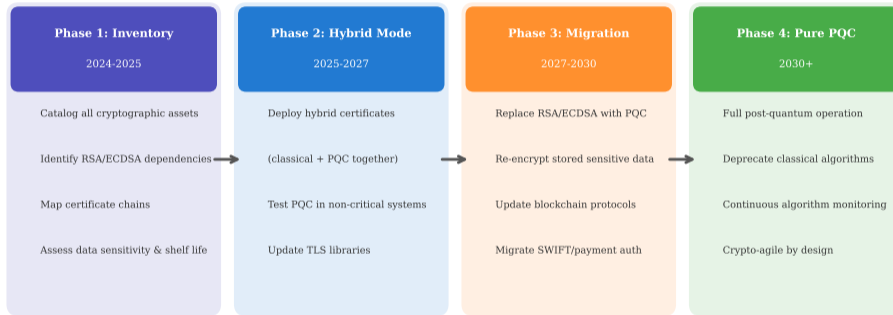 Phase 1: Inventory
2024-2025
Catalog all cryptographic assets
Identify RSA/ECDSA dependencies
Map certificate chains
Assess data sensitivity & shelf life
Phase 2: Hybrid Mode
2025-2027
Deploy hybrid certificates
(classical + PQC together)
Test PQC in non-critical systems
Update TLS libraries
Phase 3: Migration
2027-2030
Replace RSA/ECDSA with PQC
Re-encrypt stored sensitive data
Update blockchain protocols
Migrate SWIFT/payment auth
Phase 4: Pure PQC
2030+
Full post-quantum operation
Deprecate classical algorithms
Continuous algorithm monitoring
Crypto-agile by design